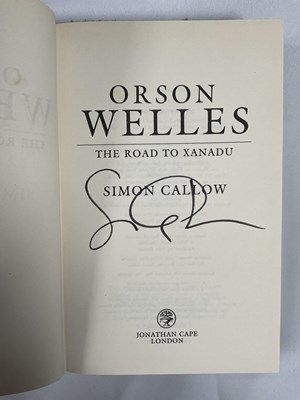 ORSON
WELLES
THE ROAD TO XANADU
SIMON CALLOW
JONATHAN CAPE
LONDON